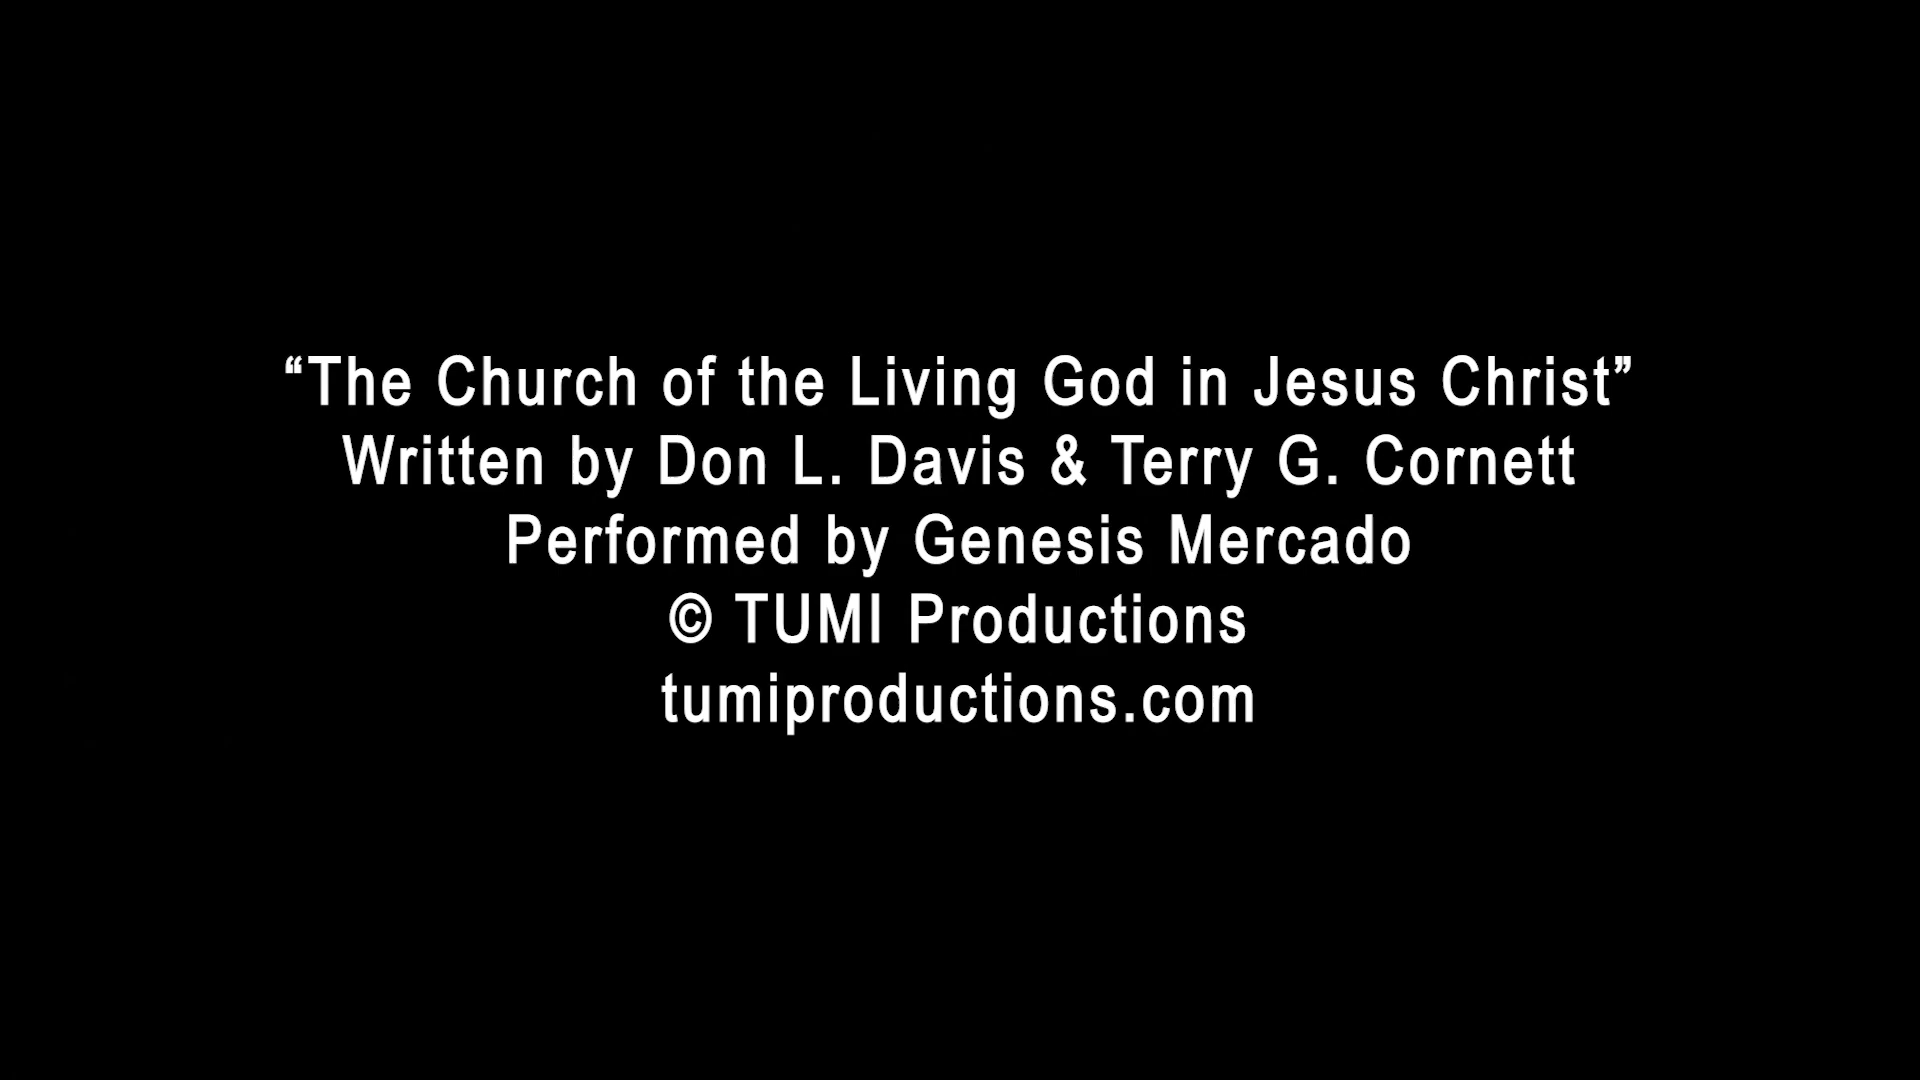 “The Church of the Living God in Jesus Christ”
Written by Don L. Davis & Terry G. Cornett
Performed by Genesis Mercado
© TUMI Productions
tumiproductions.com